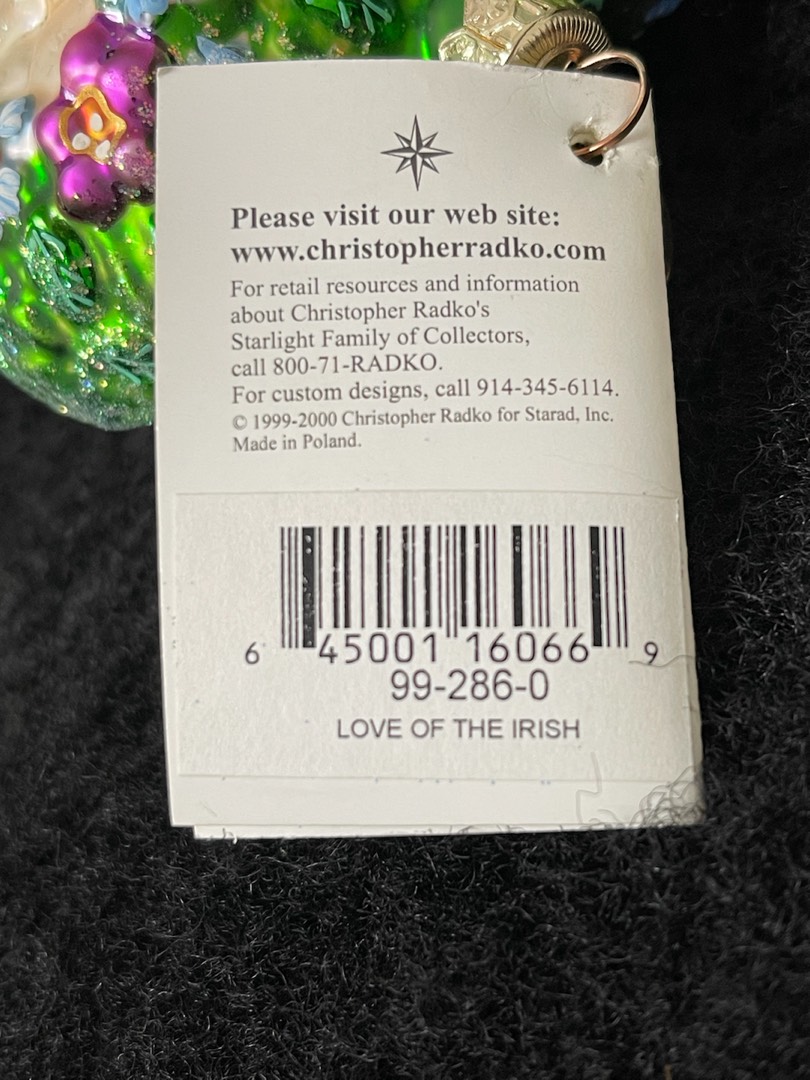 Please visit our web site:
www.christopherradko.com
For retail resources and information
about Christopher Radko's
Starlight Family of Collectors,
call 800-71-RADKO.
For custom designs, call 914-345-6114.
© 1999-2000 Christopher Radko for Starad, Inc.
Made in Poland.
6 45001 16066 9
99-286-0
LOVE OF THE IRISH